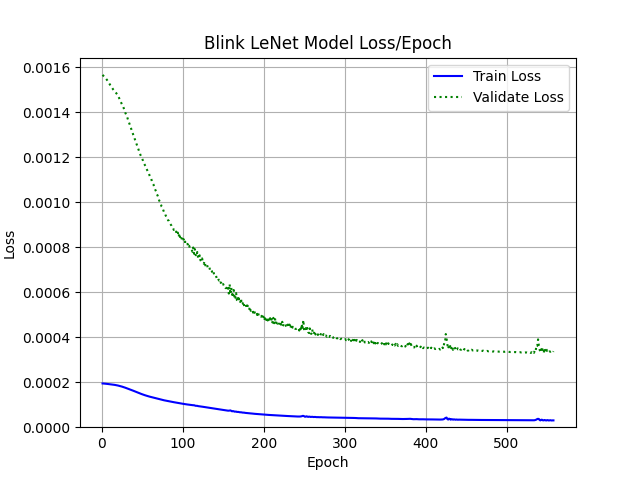 Blink LeNet Model Loss/Epoch
Train Loss
Validate Loss
Loss
0.0016
0.0014
0.0012
0.0010
0.0008
0.0006
0.0004
0.0002
0.0000
0 100 200 300 400 500
Epoch